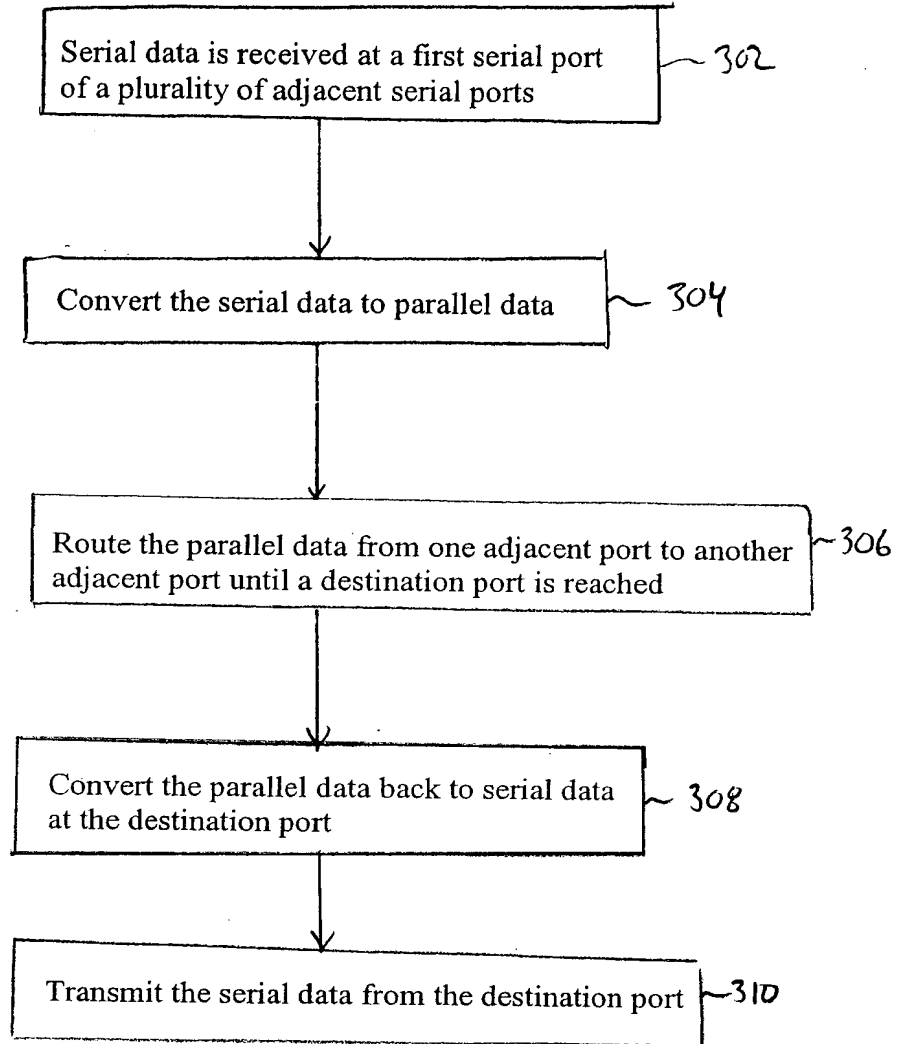 Serial data is received at a first serial port
of a plurality of adjacent serial ports
302
Convert the serial data to parallel data
304
Route the parallel data from one adjacent port to another
adjacent port until a destination port is reached
306
Convert the parallel data back to serial data
at the destination port
308
Transmit the serial data from the destination port
310